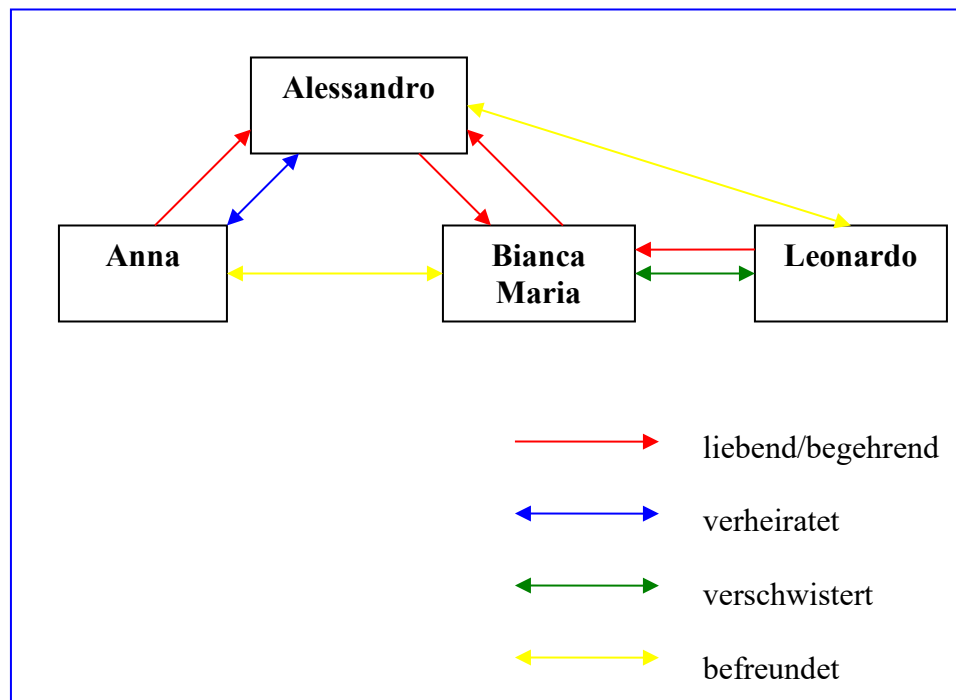 Alessandro
Anna
Bianca
Maria
Leonardo
liebend/begehrend
verheiratet
verschwistert
befreundet